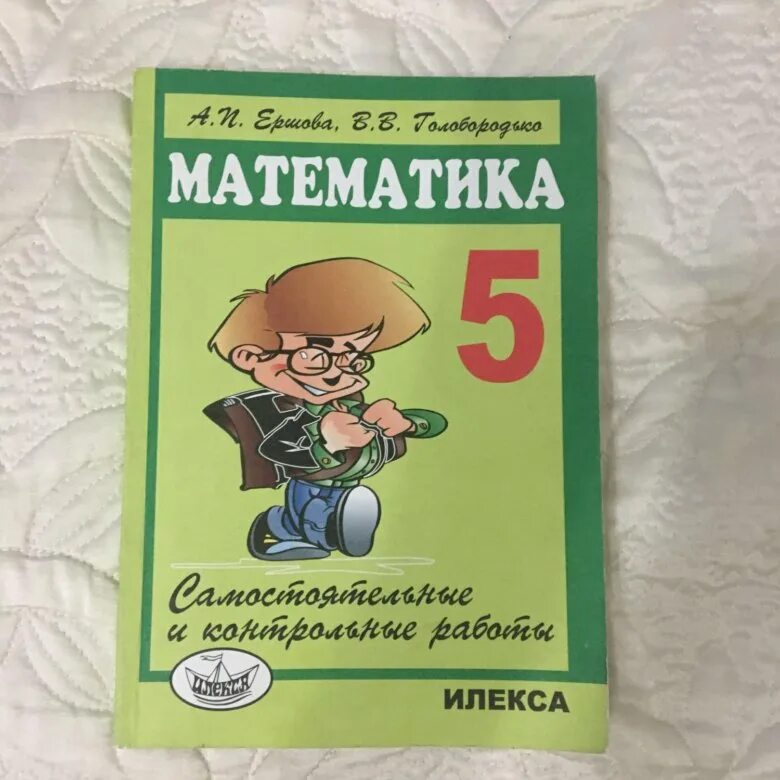 А.П. Ершова, В.В. Голобородько
МАТЕМАТИКА
5
Самостоятельные
и контрольные работы
илекса
ИЛЕКСА